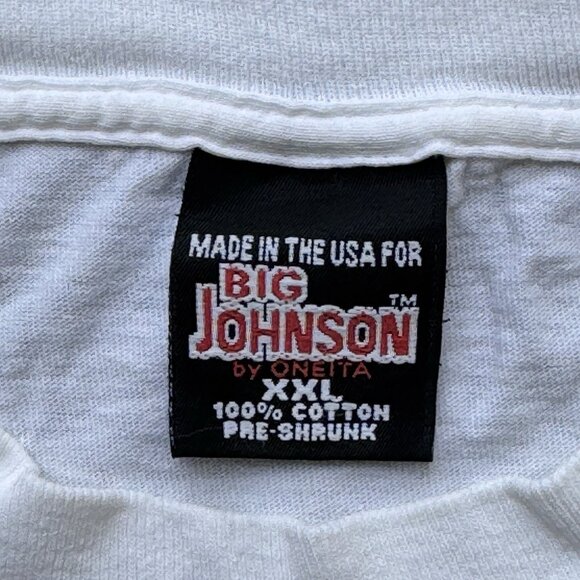 MADE IN THE USA FOR
BIG
JOHNSON™
by ONEITA
XXL
100% COTTON
PRE-SHRUNK